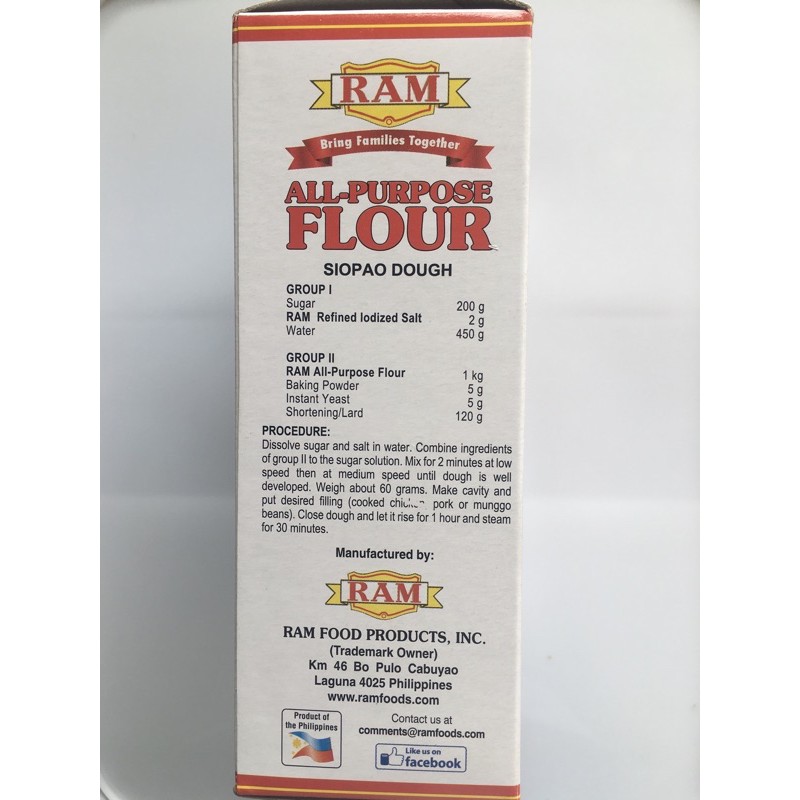 RAM
Bring Families Together
ALL-PURPOSE
FLOUR
SIOPAO DOUGH
GROUP I
Sugar 200 g
RAM Refined Iodized Salt 2 g
Water 450 g
GROUP II
RAM All-Purpose Flour 1 kg
Baking Powder 5 g
Instant Yeast 5 g
Shortening/Lard 120 g
PROCEDURE:
Dissolve sugar and salt in water. Combine ingredients
of group II to the sugar solution. Mix for 2 minutes at low
speed then at medium speed until dough is well
developed. Weigh about 60 grams. Make cavity and
put desired filling (cooked pork or munggo
beans). Close dough and let it rise for 1 hour and steam
for 30 minutes.
Manufactured by:
RAM
RAM FOOD PRODUCTS, INC.
(Trademark Owner)
Km 46 Bo Pulo Cabuyao
Laguna 4025 Philippines
www.ramfoods.com
Product of
the Philippines
Contact us at
comments@ramfoods.com
Like us on
facebook